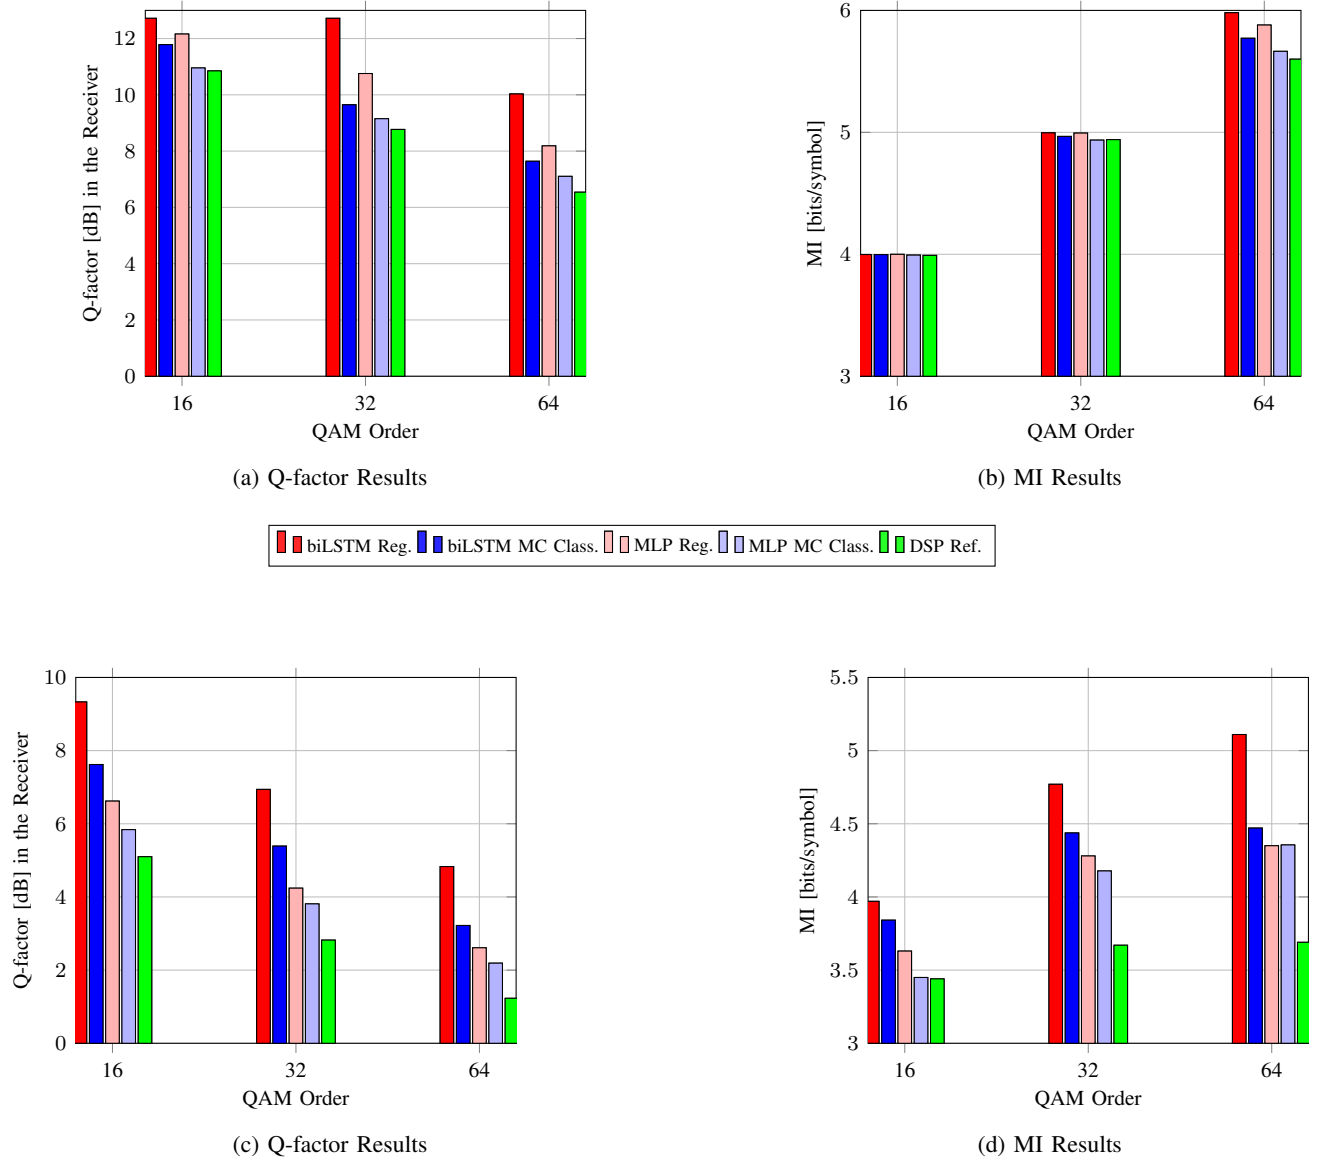 12
10
8
6
4
2
0
Q-factor [dB] in the Receiver
16 32 64
QAM Order
(a) Q-factor Results
6
5
4
3
MI [bits/symbol]
16 32 64
QAM Order
(b) MI Results
biLSTM Reg. biLSTM MC Class. MLP Reg. MLP MC Class. DSP Ref.
10
8
6
4
2
0
Q-factor [dB] in the Receiver
16 32 64
QAM Order
(c) Q-factor Results
5.5
5
4.5
4
3.5
3
MI [bits/symbol]
16 32 64
QAM Order
(d) MI Results